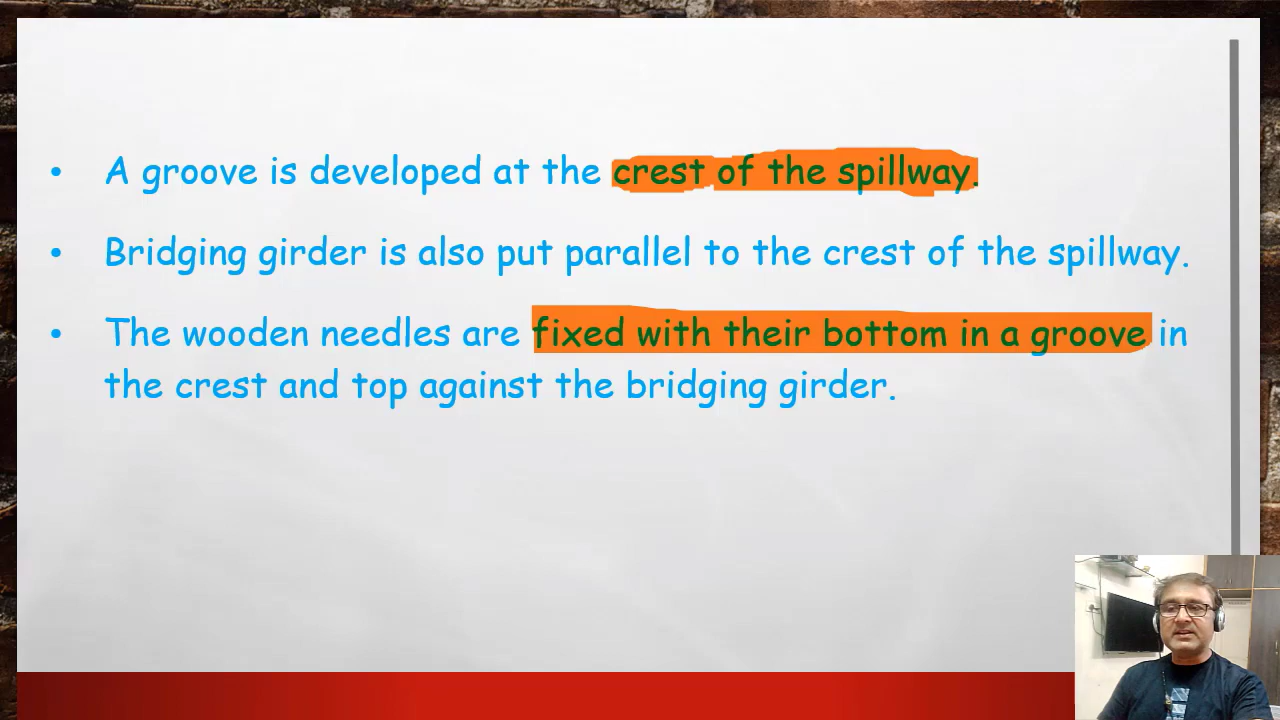 • A groove is developed at the crest of the spillway.
• Bridging girder is also put parallel to the crest of the spillway.
• The wooden needles are fixed with their bottom in a groove in
the crest and top against the bridging girder.